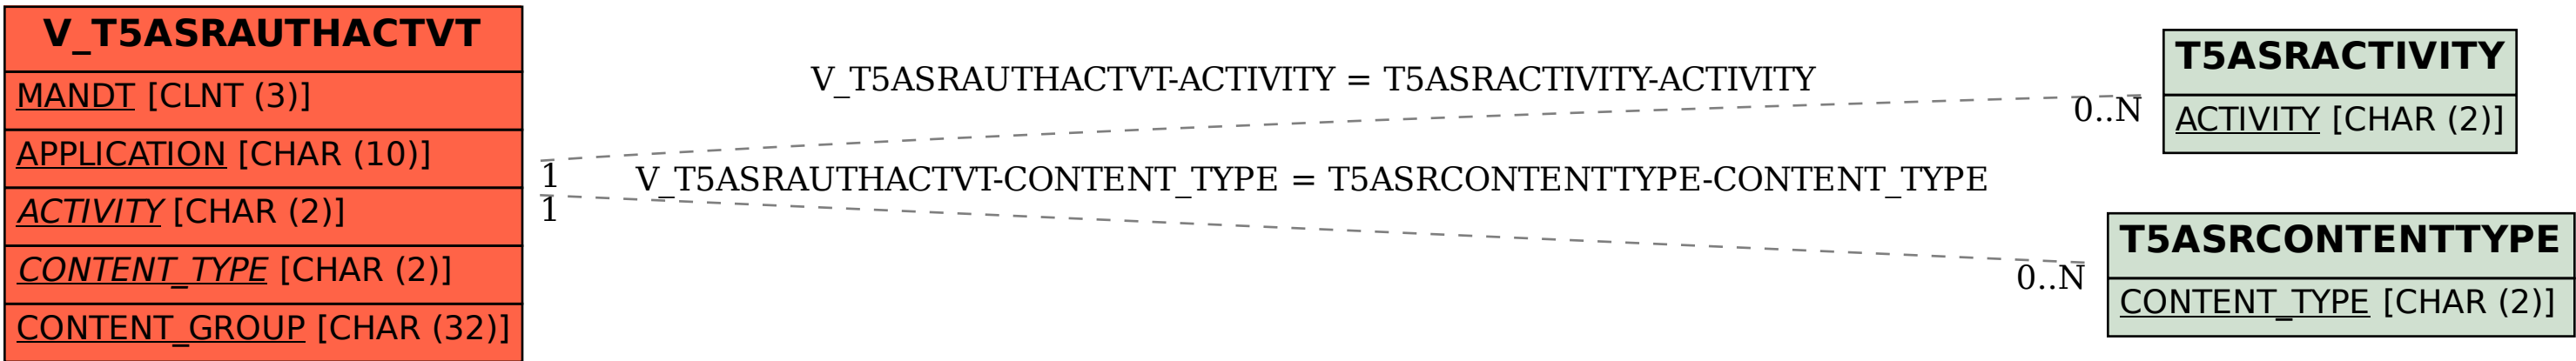 V_T5ASRAUTHACTVT
MANDT [CLNT (3)]
APPLICATION [CHAR (10)]
ACTIVITY [CHAR (2)]
CONTENT_TYPE [CHAR (2)]
CONTENT_GROUP [CHAR (32)]
V_T5ASRAUTHACTVT-ACTIVITY = T5ASRACTIVITY-ACTIVITY
0..N
1
V_T5ASRAUTHACTVT-CONTENT_TYPE = T5ASRCONTENTTYPE-CONTENT_TYPE
1
0..N
T5ASRACTIVITY
ACTIVITY [CHAR (2)]
T5ASRCONTENTTYPE
CONTENT_TYPE [CHAR (2)]